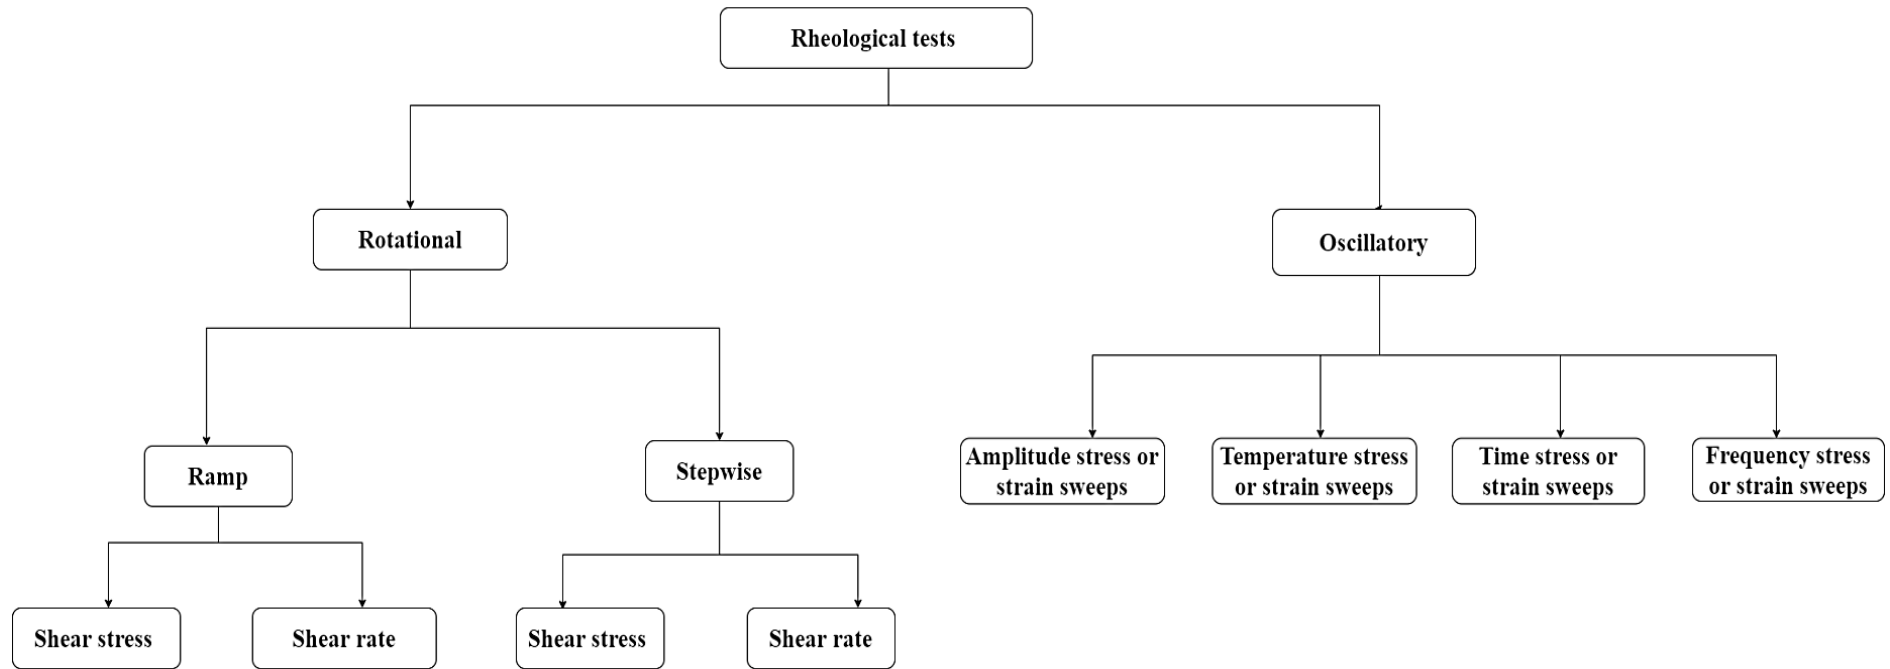 Rheological tests
Rotational
Oscillatory
Ramp
Stepwise
Amplitude stress or
strain sweeps
Temperature stress
or strain sweeps
Time stress or
strain sweeps
Frequency stress
or strain sweeps
Shear stress
Shear rate
Shear stress
Shear rate